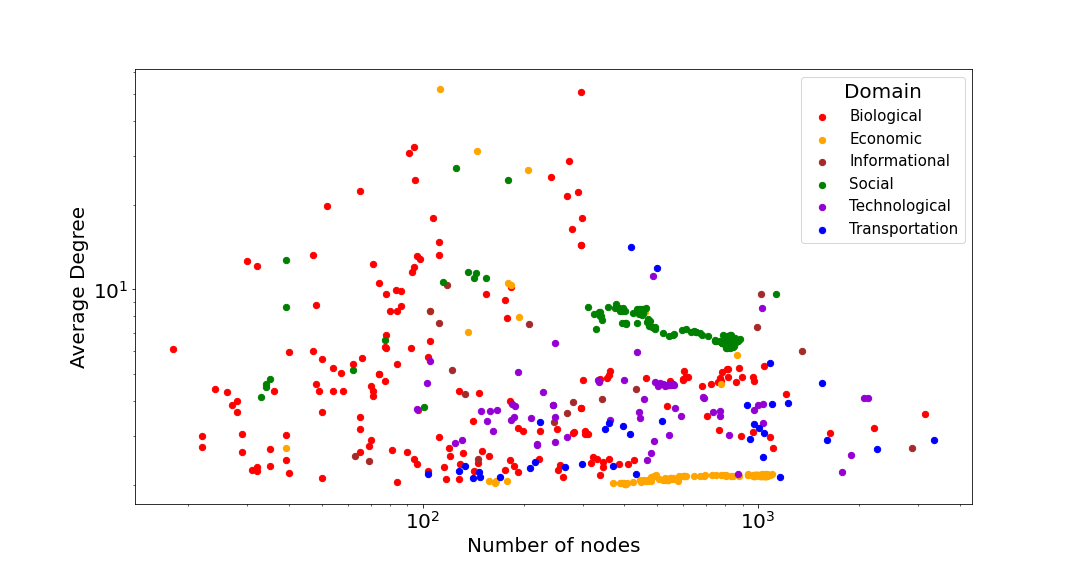 Domain
Biological
Economic
Informational
Social
Technological
Transportation
Average Degree
10¹
10² 10³
Number of nodes